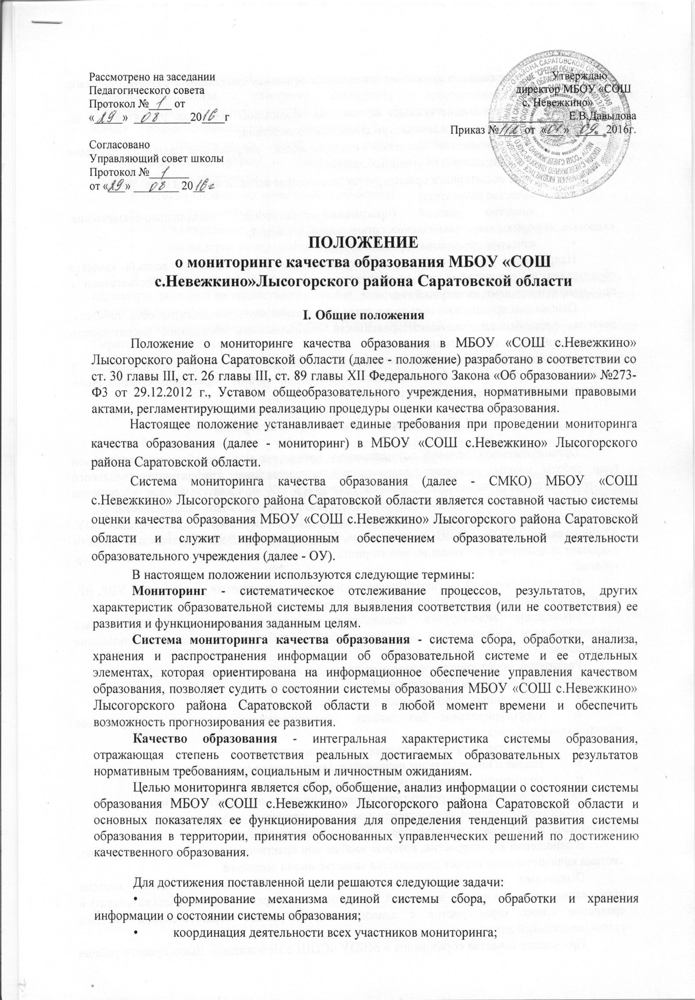 Рассмотрено на заседании
Педагогического совета
Протокол № 1 от
« 29 » 08 2016 г
Согласовано
Управляющий совет школы
Протокол № 1
от «29» 08 2016г
Утверждаю
директор МБОУ «СОШ
с. Невежкино»
Е.В.Давыдова
Приказ № от «01» 09 2016г.
ПОЛОЖЕНИЕ
о мониторинге качества образования МБОУ «СОШ
с.Невежкино»Лысогорского района Саратовской области
I. Общие положения
Положение о мониторинге качества образования в МБОУ «СОШ с.Невежкино»
Лысогорского района Саратовской области (далее - положение) разработано в соответствии со
ст. 30 главы III, ст. 26 главы III, ст. 89 главы XII Федерального Закона «Об образовании» №273-
ФЗ от 29.12.2012 г., Уставом общеобразовательного учреждения, нормативными правовыми
актами, регламентирующими реализацию процедуры оценки качества образования.
Настоящее положение устанавливает единые требования при проведении мониторинга
качества образования (далее - мониторинг) в МБОУ «СОШ с.Невежкино» Лысогорского
района Саратовской области.
Система мониторинга качества образования (далее - СМКО) МБОУ «СОШ
с.Невежкино» Лысогорского района Саратовской области является составной частью системы
оценки качества образования МБОУ «СОШ с.Невежкино» Лысогорского района Саратовской
области и служит информационным обеспечением образовательной деятельности
образовательного учреждения (далее - ОУ).
В настоящем положении используются следующие термины:
Мониторинг - систематическое отслеживание процессов, результатов, других
характеристик образовательной системы для выявления соответствия (или не соответствия) ее
развития и функционирования заданным целям.
Система мониторинга качества образования - система сбора, обработки, анализа,
хранения и распространения информации об образовательной системе и ее отдельных
элементах, которая ориентирована на информационное обеспечение управления качеством
образования, позволяет судить о состоянии системы образования МБОУ «СОШ с.Невежкино»
Лысогорского района Саратовской области в любой момент времени и обеспечить
возможность прогнозирования ее развития.
Качество образования - интегральная характеристика системы образования,
отражающая степень соответствия реальных достигаемых образовательных результатов
нормативным требованиям, социальным и личностным ожиданиям.
Целью мониторинга является сбор, обобщение, анализ информации о состоянии системы
образования МБОУ «СОШ с.Невежкино» Лысогорского района Саратовской области и
основных показателях ее функционирования для определения тенденций развития системы
образования в территории, принятия обоснованных управленческих решений по достижению
качественного образования.
Для достижения поставленной цели решаются следующие задачи:
• формирование механизма единой системы сбора, обработки и хранения
информации о состоянии системы образования;
• координация деятельности всех участников мониторинга;